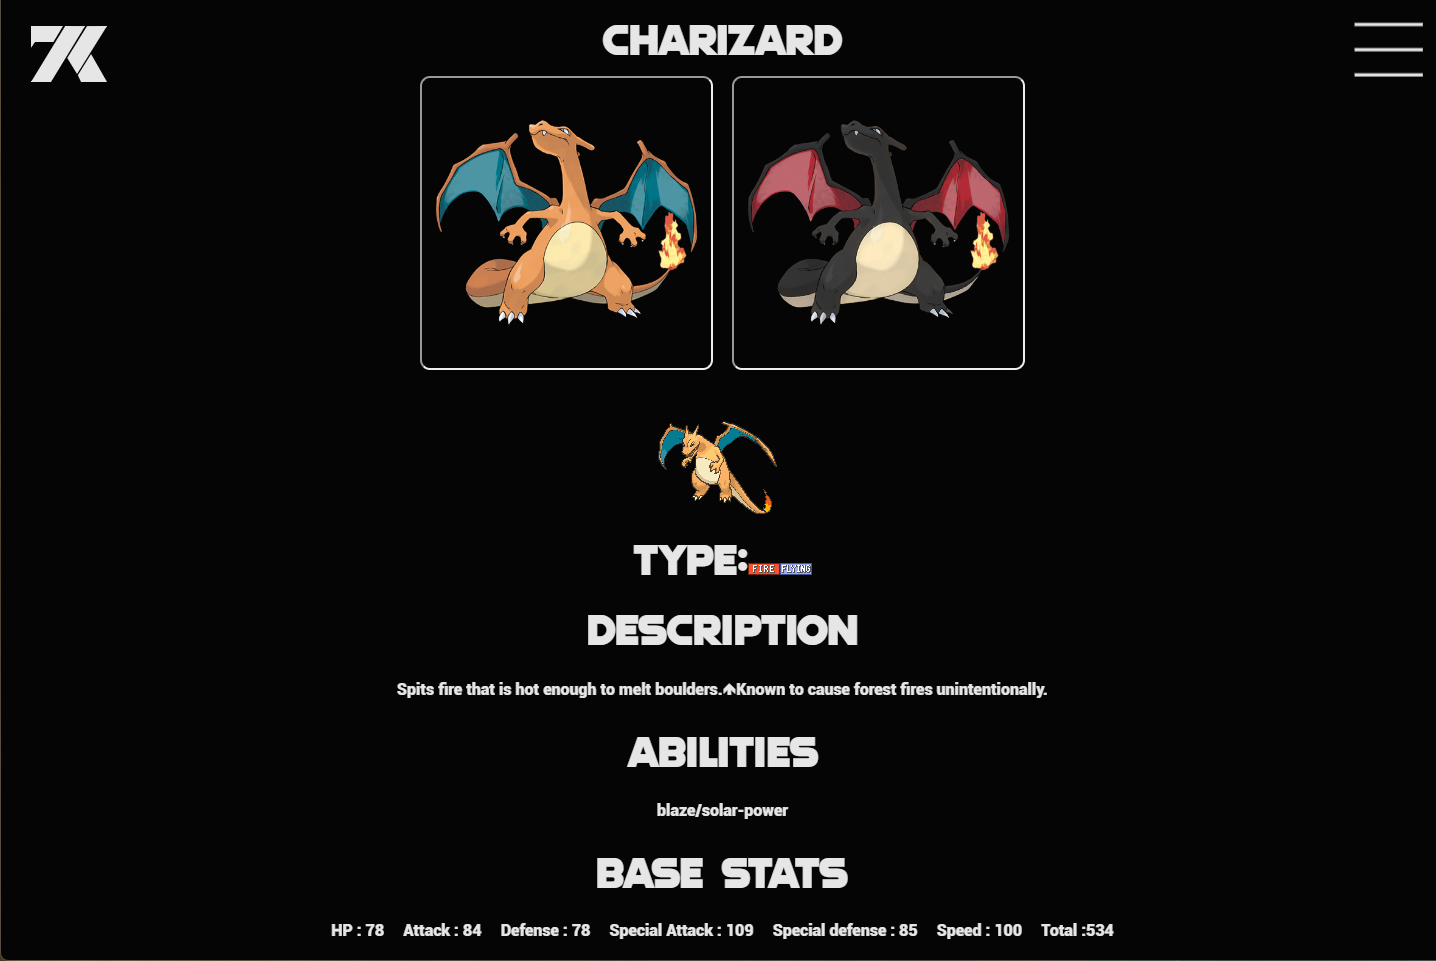 CHARIZARD
TYPE: FIRE FLYING
DESCRIPTION
Spits fire that is hot enough to melt boulders.↑Known to cause forest fires unintentionally.
ABILITIES
blaze/solar-power
BASE STATS
HP : 78 Attack : 84 Defense : 78 Special Attack : 109 Special defense : 85 Speed : 100 Total :534